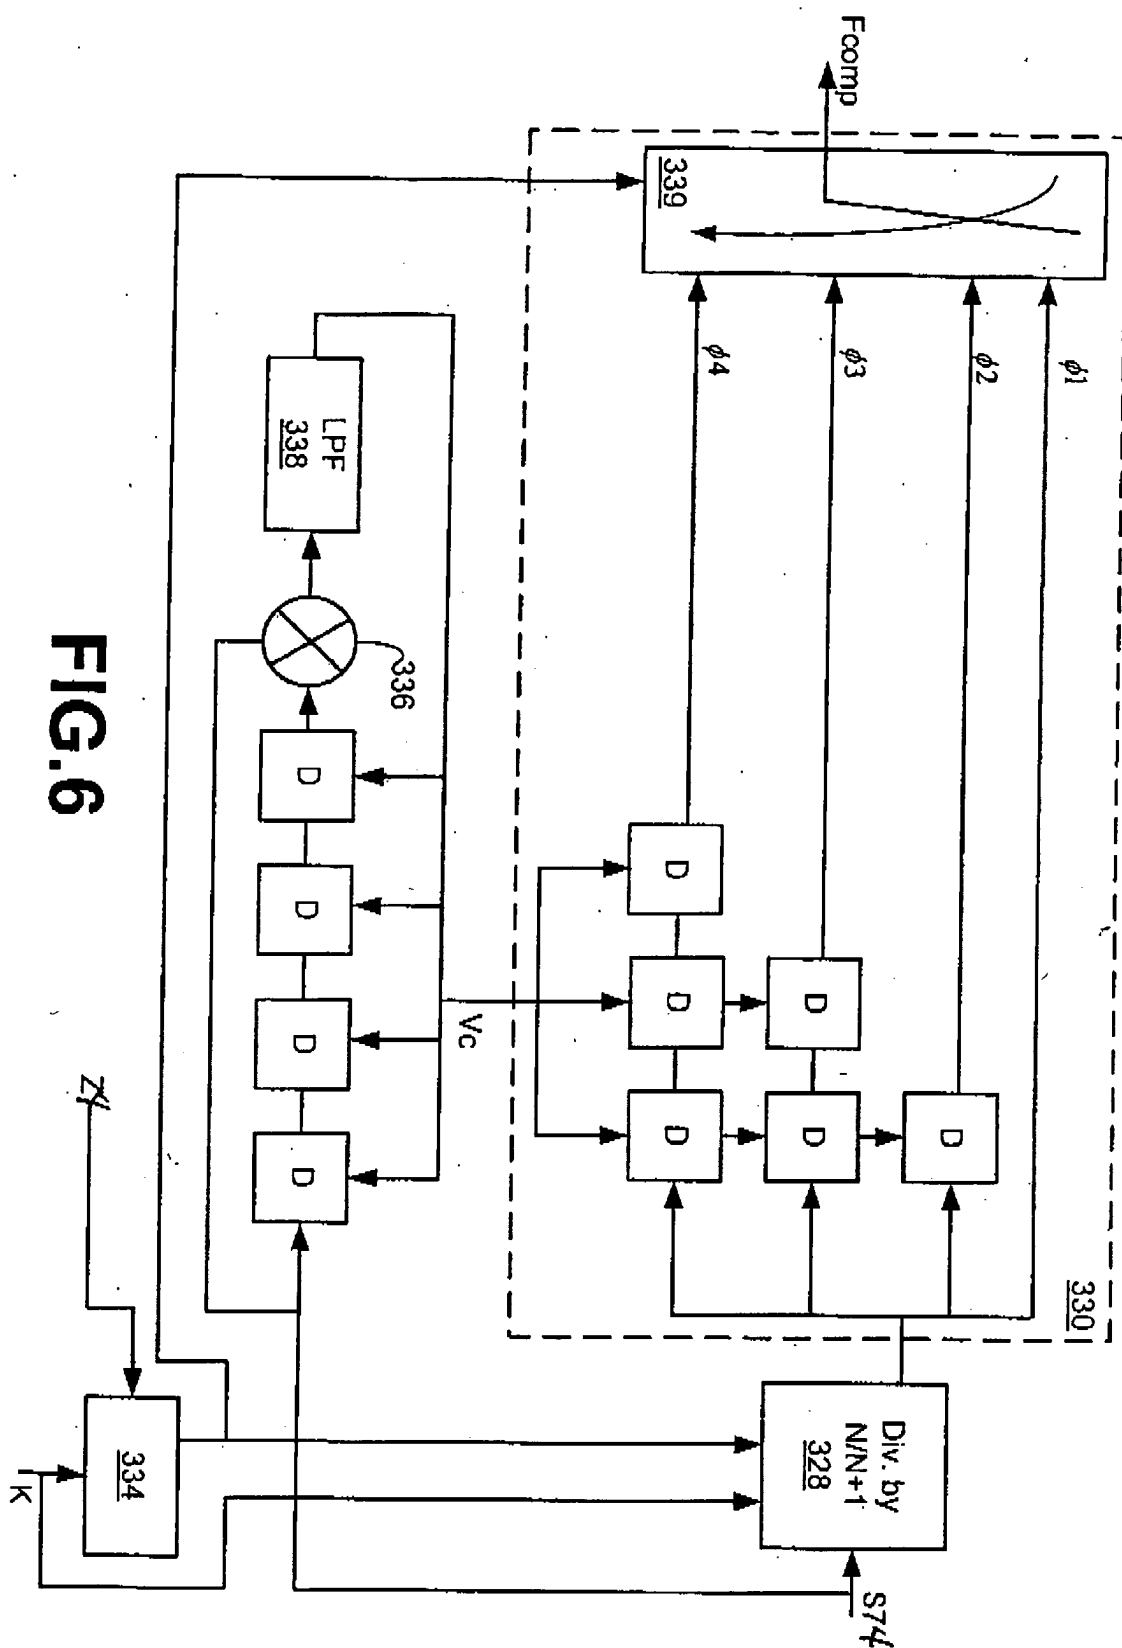 Fcomp
339
ϕ1
ϕ2
ϕ3
ϕ4
D
D
D
D
D
D
330
Div. by
N/N+1
328
S74
LPF
338
336
D
D
D
D
Vc
Z
334
K
FIG.6